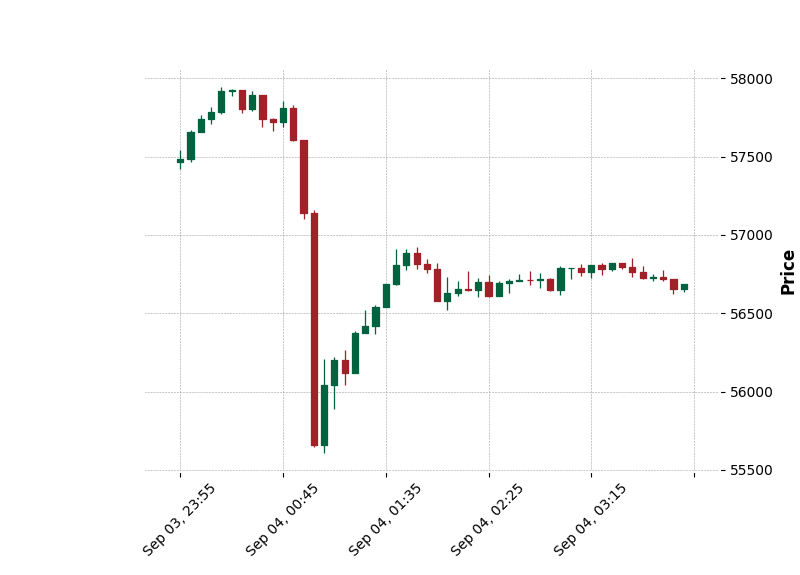 58000
57500
57000
56500
56000
55500
Price
Sep 03, 23:55
Sep 04, 00:45
Sep 04, 01:35
Sep 04, 02:25
Sep 04, 03:15